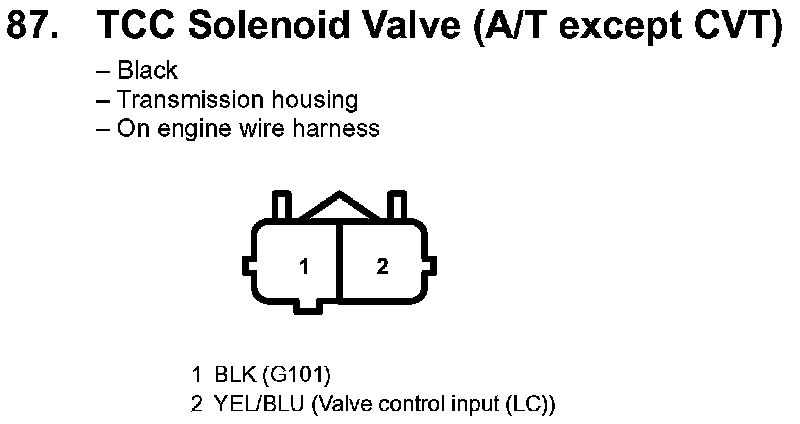 87. TCC Solenoid Valve (A/T except CVT)
– Black
– Transmission housing
– On engine wire harness
1 2
1 BLK (G101)
2 YEL/BLU (Valve control input (LC))